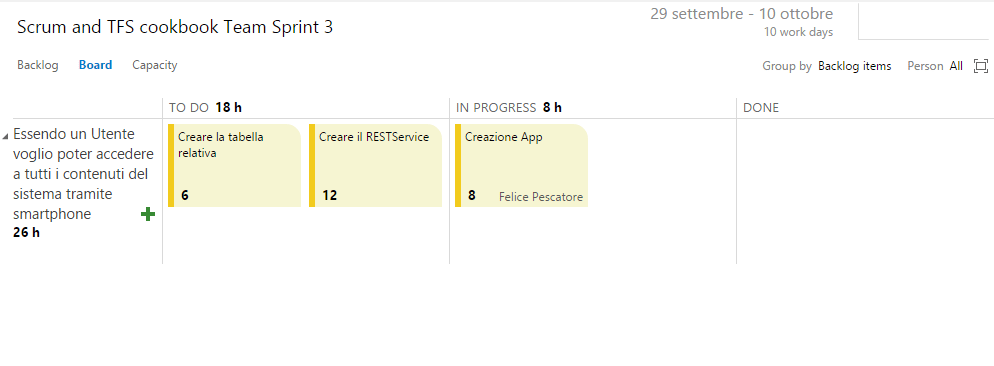 Scrum and TFS cookbook Team Sprint 3
29 settembre - 10 ottobre
10 work days
Backlog Board Capacity
Group by Backlog items Person All
TO DO 18 h
IN PROGRESS 8 h
DONE
Essendo un Utente
voglio poter accedere
a tutti i contenuti del
sistema tramite
smartphone
26 h
Creare la tabella
relativa
6
Creare il RESTService
12
Creazione App
8 Felice Pescatore